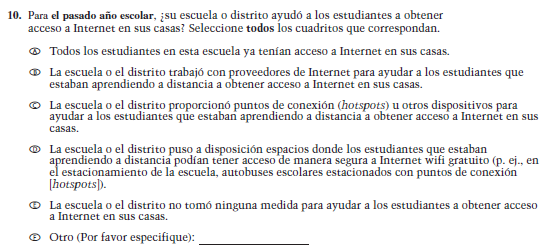 10. Para el pasado año escolar, ¿su escuela o distrito ayudó a los estudiantes a obtener
acceso a Internet en sus casas? Seleccione todos los cuadritos que correspondan.
A Todos los estudiantes en esta escuela ya tenían acceso a Internet en sus casas.
B La escuela o el distrito trabajó con proveedores de Internet para ayudar a los estudiantes que
estaban aprendiendo a distancia a obtener acceso a Internet en sus casas.
C La escuela o el distrito proporcionó puntos de conexión (hotspots) u otros dispositivos para
ayudar a los estudiantes que estaban aprendiendo a distancia a obtener acceso a Internet en sus
casas.
D La escuela o el distrito puso a disposición espacios donde los estudiantes que estaban
aprendiendo a distancia podían tener acceso de manera segura a Internet wifi gratuito (p. ej., en
el estacionamiento de la escuela, autobuses escolares estacionados con puntos de conexión
[hotspots]).
E La escuela o el distrito no tomó ninguna medida para ayudar a los estudiantes a obtener acceso
a Internet en sus casas.
F Otro (Por favor especifique):